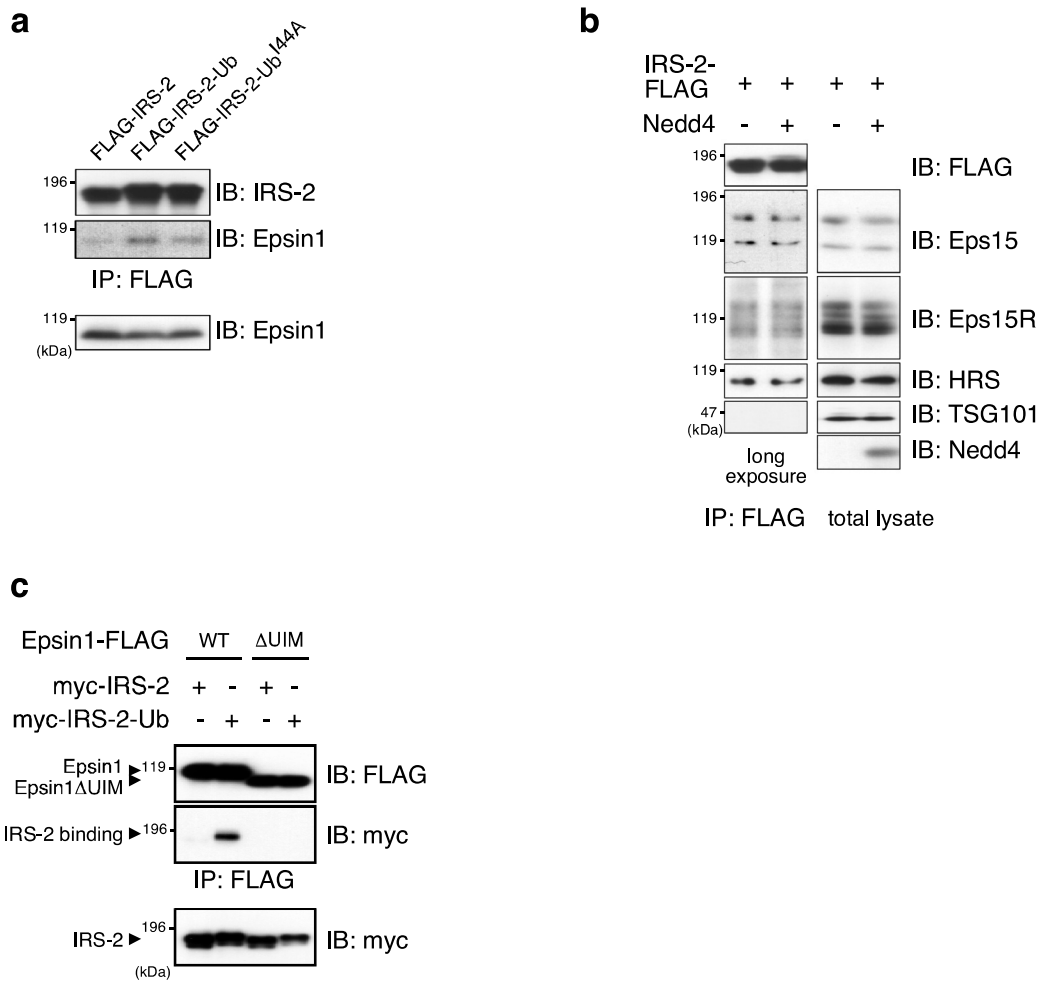 a
FLAG-IRS-2
FLAG-IRS-2-Ub
FLAG-IRS-2-Ub^I44A
196
IB: IRS-2
119
IB: Epsin1
IP: FLAG
119
IB: Epsin1
(kDa)
b
IRS-2-
FLAG + + + +
Nedd4 - + - +
196
IB: FLAG
196
119
IB: Eps15
119
IB: Eps15R
119
IB: HRS
47
IB: TSG101
(kDa)
IB: Nedd4
long
exposure
IP: FLAG total lysate
c
Epsin1-FLAG WT ΔUIM
myc-IRS-2 + - + -
myc-IRS-2-Ub - + - +
Epsin1 ► 119
Epsin1ΔUIM ►
IB: FLAG
IRS-2 binding ► 196
IB: myc
IP: FLAG
196
IRS-2 ►
IB: myc
(kDa)